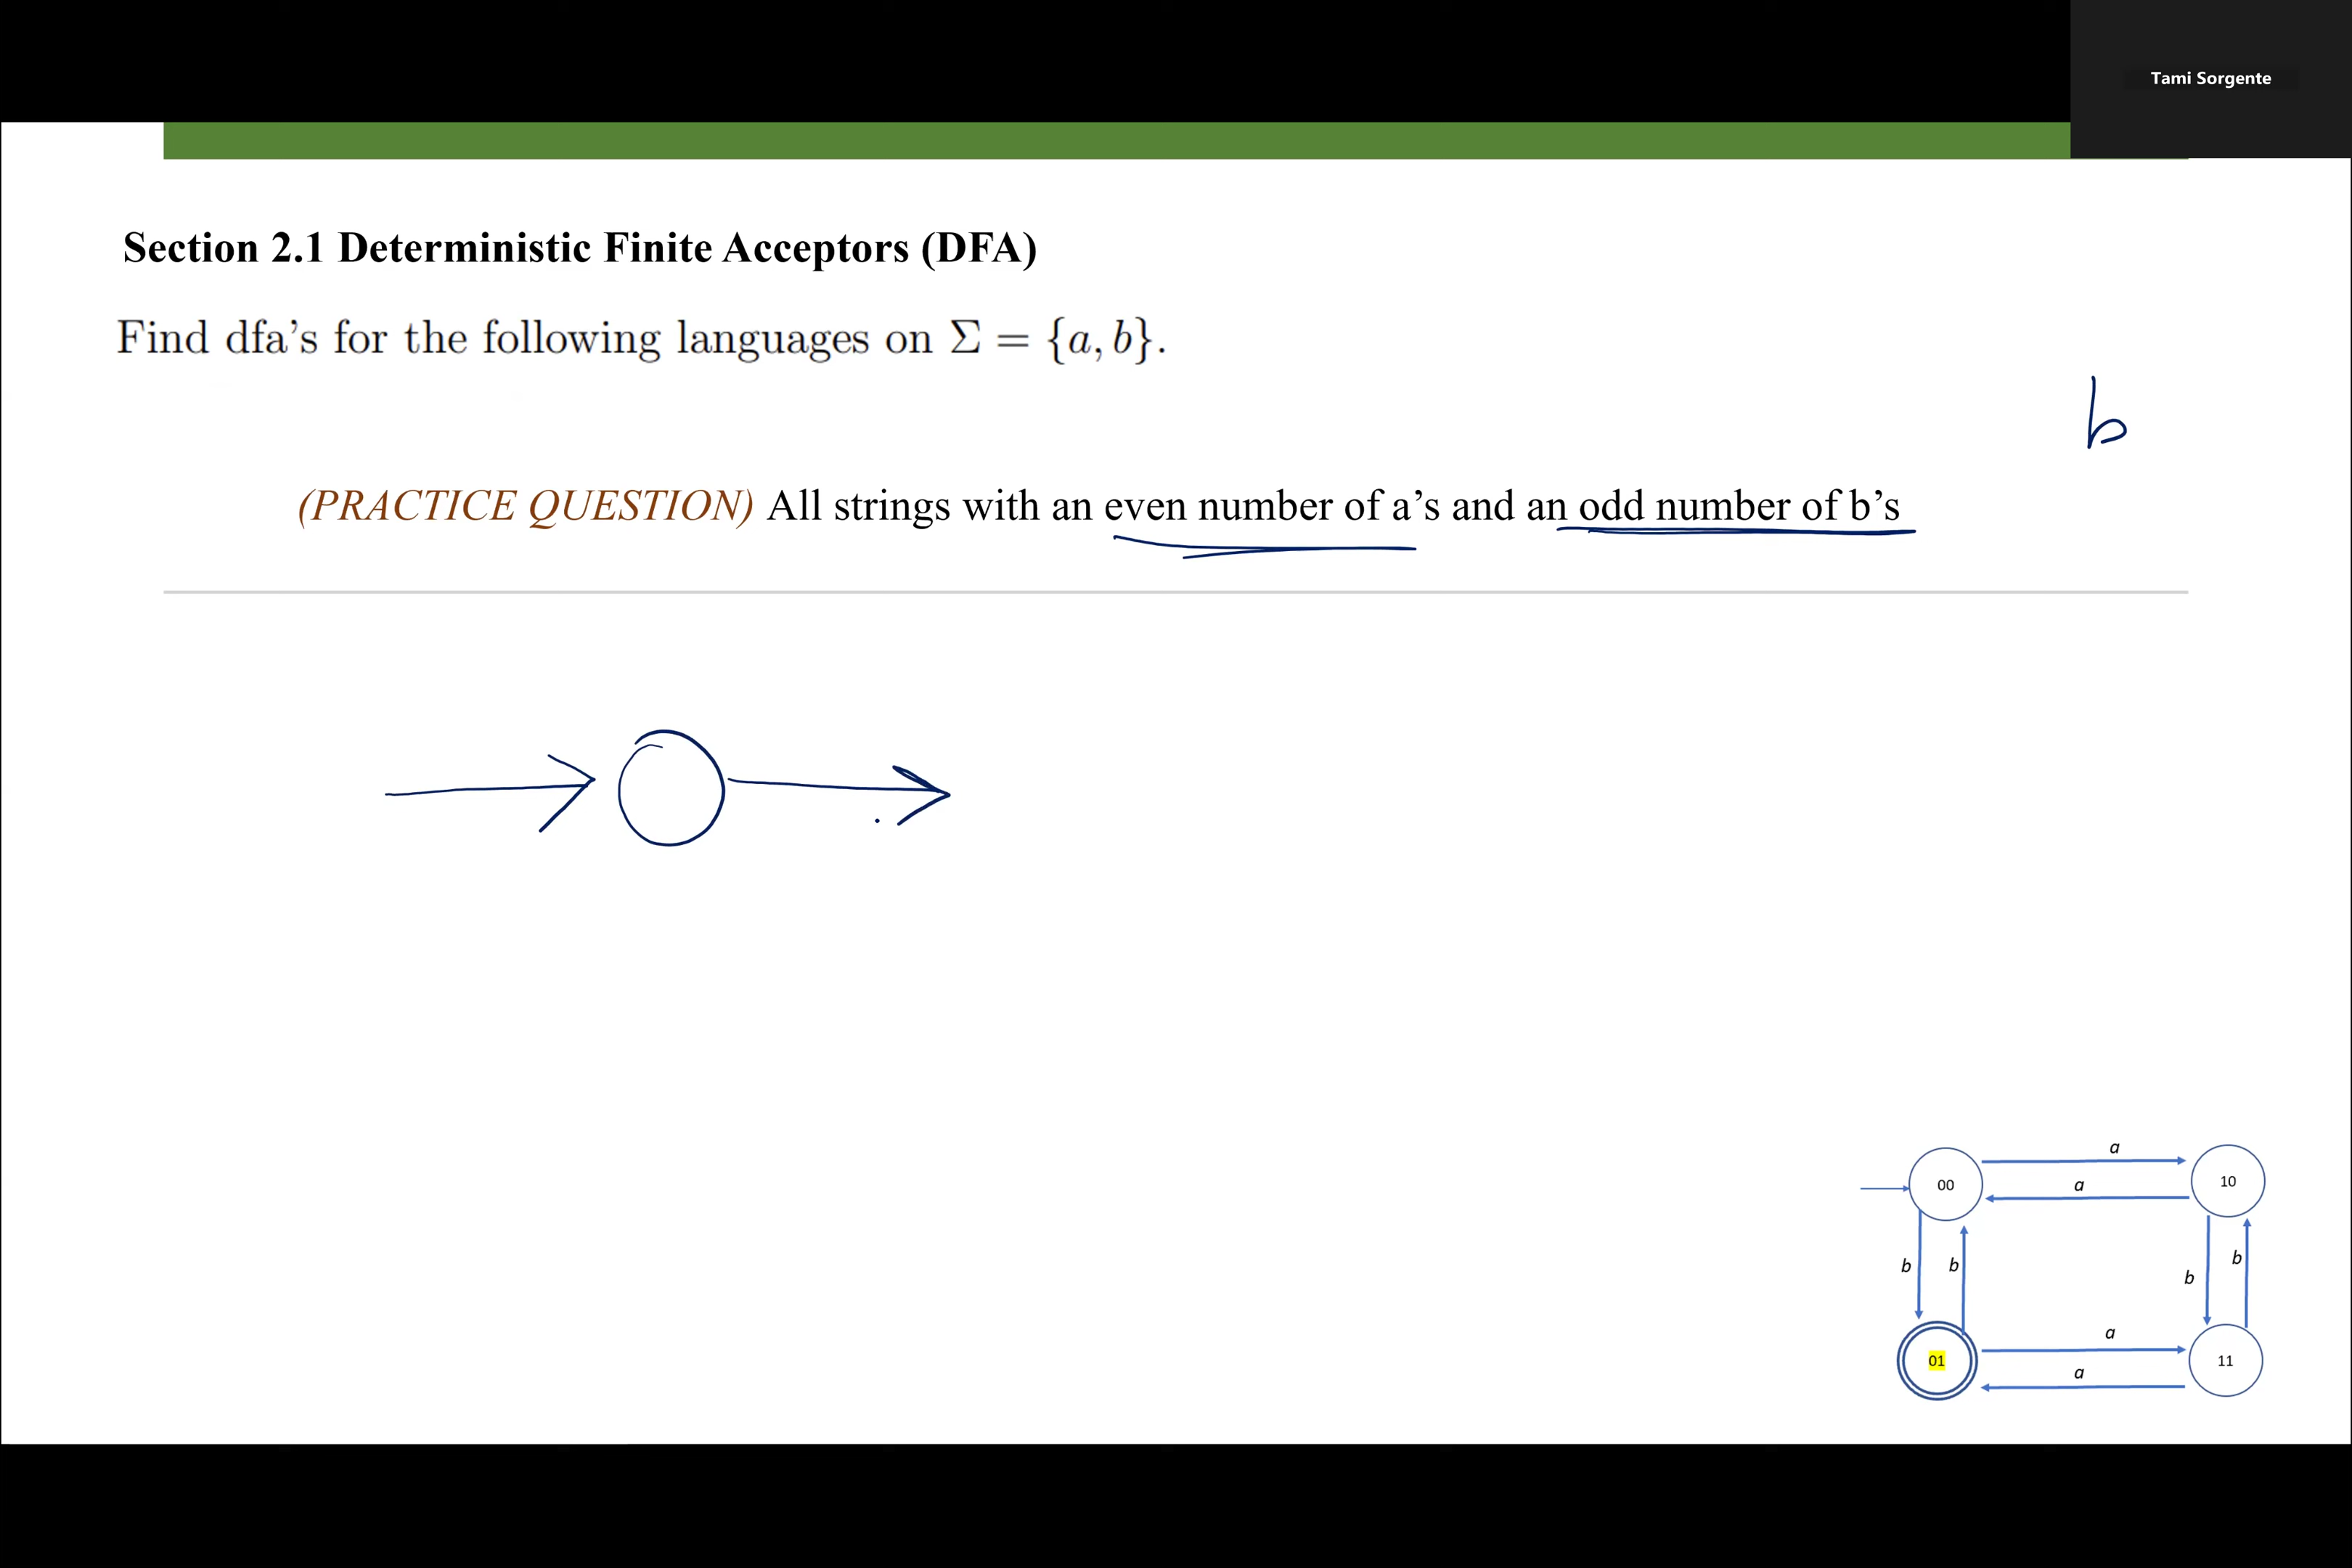 Tami Sorgente
Section 2.1 Deterministic Finite Acceptors (DFA)
Find dfa's for the following languages on Σ = {a, b}.
b
(PRACTICE QUESTION) All strings with an even number of a's and an odd number of b's
a
00
10
a
b
b
b
b
a
01
11
a